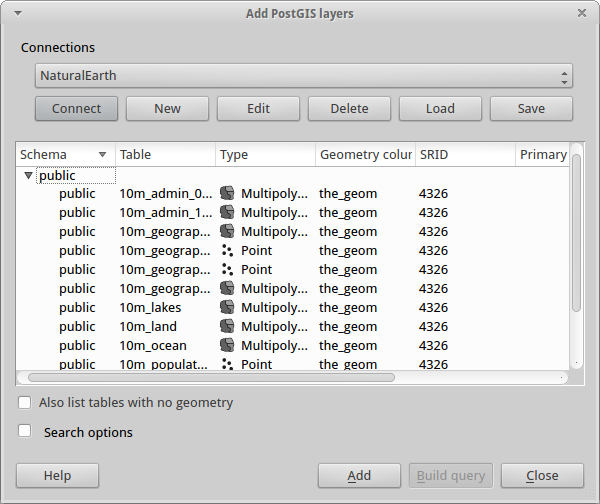 Add PostGIS layers
Connections
NaturalEarth
Connect New Edit Delete Load Save
Schema Table Type Geometry colur SRID Primary
public
public 10m_admin_0... Multipoly... the_geom 4326
public 10m_admin_1... Multipoly... the_geom 4326
public 10m_geograp... Multipoly... the_geom 4326
public 10m_geograp... Point the_geom 4326
public 10m_geograp... Point the_geom 4326
public 10m_geograp... Multipoly... the_geom 4326
public 10m_lakes Multipoly... the_geom 4326
public 10m_land Multipoly... the_geom 4326
public 10m_ocean Multipoly... the_geom 4326
public 10m_populat... Point the_geom 4326
Also list tables with no geometry
Search options
Help Add Build query Close